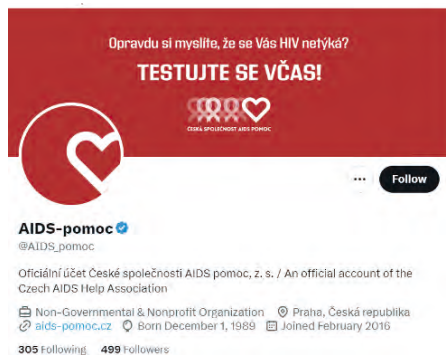 Opravdu si myslíte, že se Vás HIV netýká?
TESTUJTE SE VČAS!
ČESKÁ SPOLEČNOST AIDS POMOC
Follow
AIDS-pomoc
@AIDS_pomoc
Oficiální účet České společnosti AIDS pomoc, z. s. / An official account of the
Czech AIDS Help Association
Non-Governmental & Nonprofit Organization Praha, Česká republika
aids-pomoc.cz Born December 1, 1989 Joined February 2016
305 Following 499 Followers